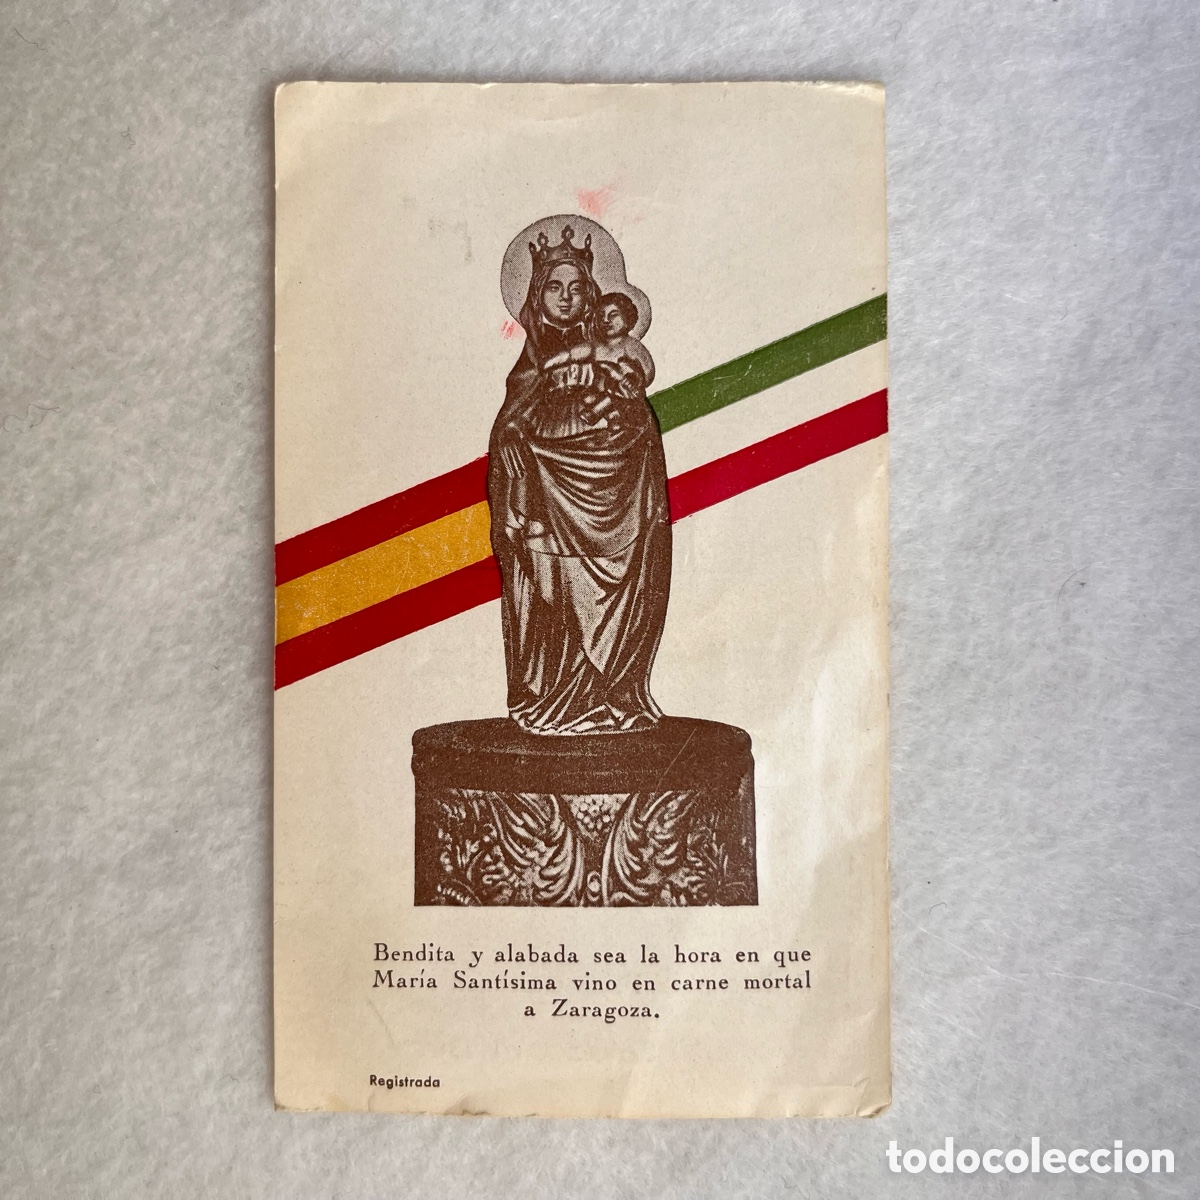 Bendita y alabada sea la hora en que
María Santísima vino en carne mortal
a Zaragoza.
Registrada
todocoleccion